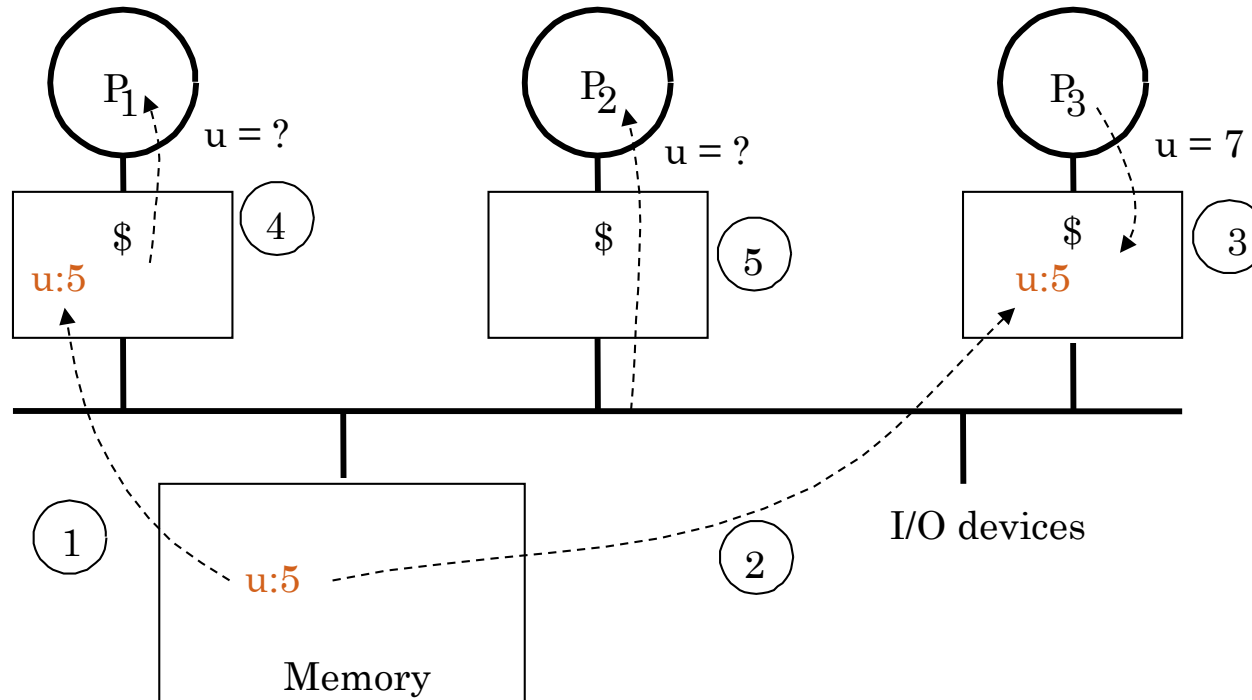 P1
P2
P3
u = ?
u = ?
u = 7
$
4
$
5
$
3
u:5
u:5
1
2
I/O devices
u:5
Memory